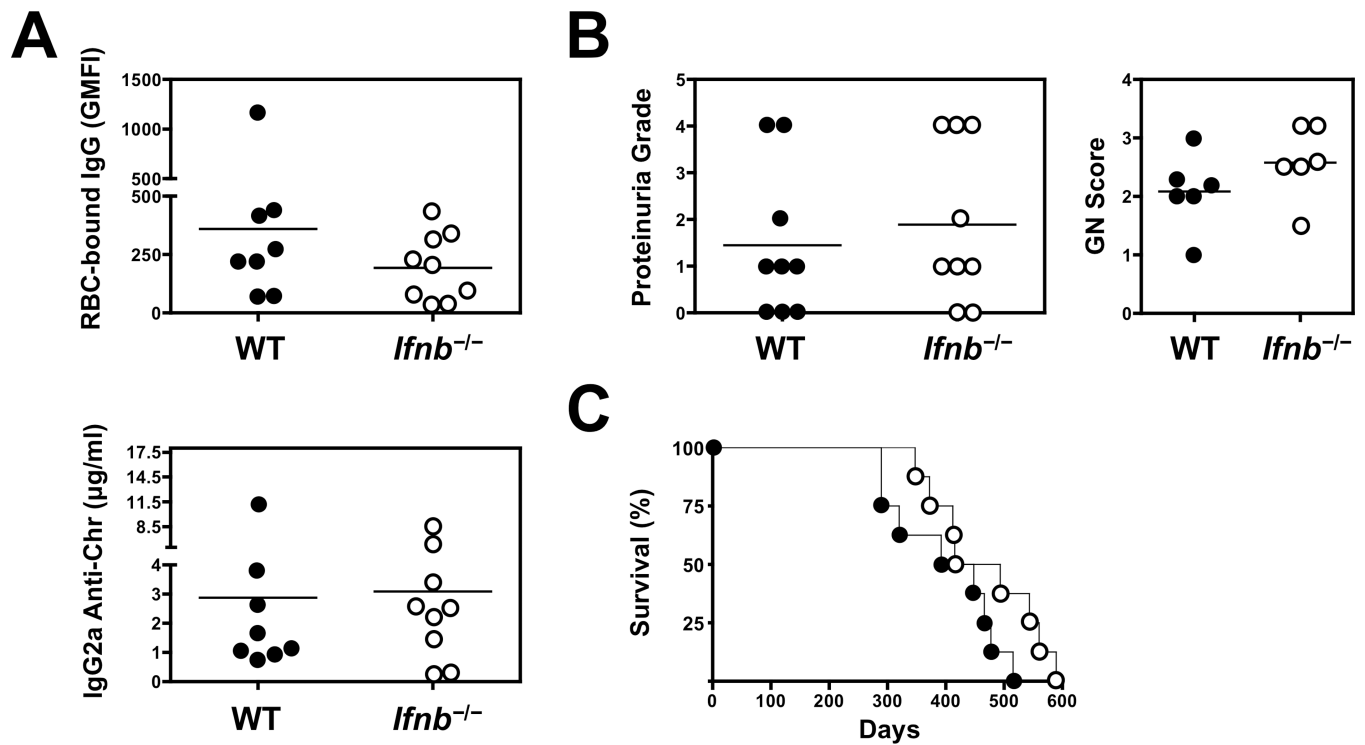 A
RBC-bound IgG (GMFI)
1500
1000
500
500
250
0
WT
Ifnb–/–
B
Proteinuria Grade
5
4
3
2
1
0
WT
Ifnb–/–
GN Score
4
3
2
1
0
WT
Ifnb–/–
IgG2a Anti-Chr (µg/ml)
17.5
14.5
11.5
8.5
4
3
2
1
0
WT
Ifnb–/–
C
Survival (%)
100
75
50
25
0 100 200 300 400 500 600
Days